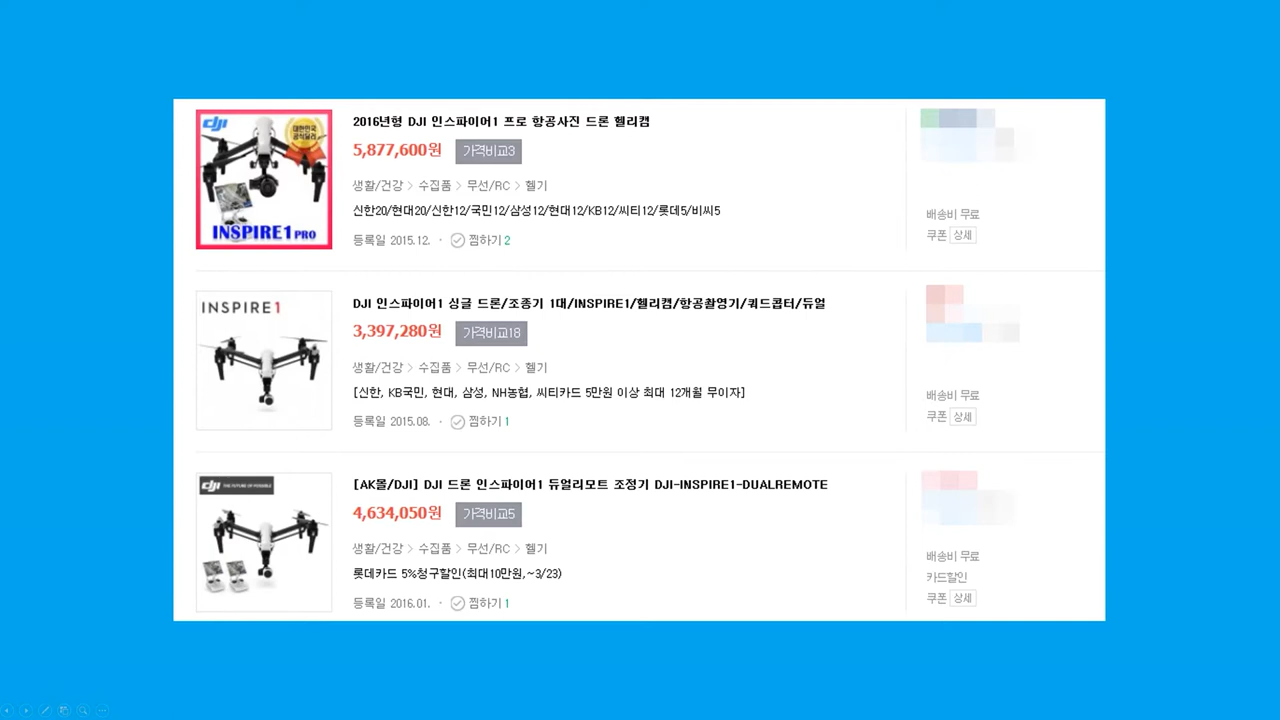 dji
대한민국
공식딜러
INSPIRE1 PRO
2016년형 DJI 인스파이어1 프로 항공사진 드론 헬리캠
5,877,600원 가격비교3
생활/건강 > 수집품 > 무선/RC > 헬기
신한20/현대20/신한12/국민12/삼성12/현대12/KB12/씨티12/롯데5/비씨5
등록일 2015.12. · 찜하기 2
배송비 무료
쿠폰 상세
INSPIRE1
DJI 인스파이어1 싱글 드론/조종기 1대/INSPIRE1/헬리캠/항공촬영기/쿼드콥터/듀얼
3,397,280원 가격비교18
생활/건강 > 수집품 > 무선/RC > 헬기
[신한, KB국민, 현대, 삼성, NH농협, 씨티카드 5만원 이상 최대 12개월 무이자]
등록일 2015.08. · 찜하기 1
배송비 무료
쿠폰 상세
dji THE FUTURE OF POSSIBLE
[AK몰/DJI] DJI 드론 인스파이어1 듀얼리모트 조정기 DJI-INSPIRE1-DUALREMOTE
4,634,050원 가격비교5
생활/건강 > 수집품 > 무선/RC > 헬기
롯데카드 5%청구할인(최대10만원,~3/23)
등록일 2016.01. · 찜하기 1
배송비 무료
카드할인
쿠폰 상세